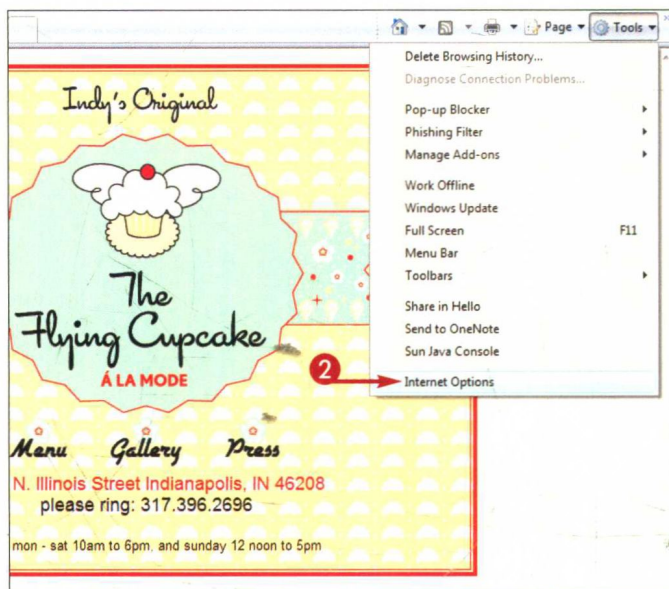 Page Tools
Delete Browsing History...
Diagnose Connection Problems...
Pop-up Blocker
Phishing Filter
Manage Add-ons
Work Offline
Windows Update
Full Screen F11
Menu Bar
Toolbars
Share in Hello
Send to OneNote
Sun Java Console
2
Internet Options
Indy's Original
The
Flying Cupcake
Á LA MODE
Menu Gallery Press
N. Illinois Street Indianapolis, IN 46208
please ring: 317.396.2696
mon - sat 10am to 6pm, and sunday 12 noon to 5pm